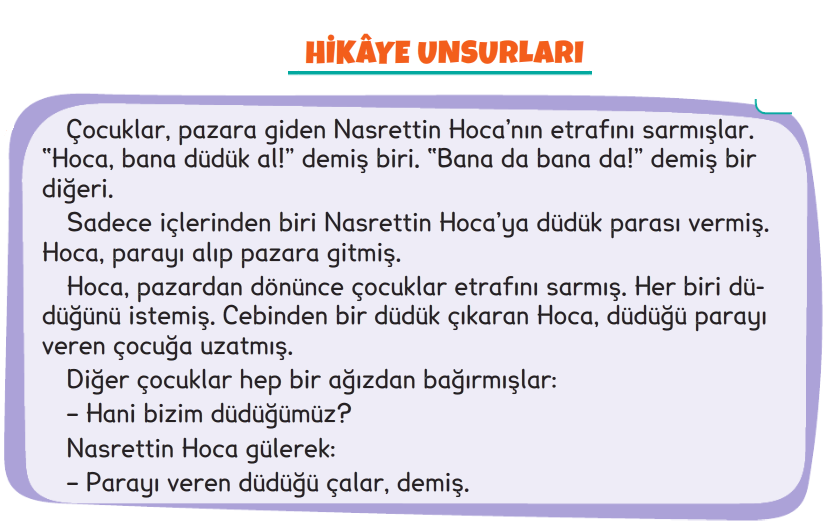 HİKÂYE UNSURLARI
Çocuklar, pazara giden Nasrettin Hoca’nın etrafını sarmışlar.
“Hoca, bana düdük al!” demiş biri. “Bana da bana da!” demiş bir
diğeri.
Sadece içlerinden biri Nasrettin Hoca’ya düdük parası vermiş.
Hoca, parayı alıp pazara gitmiş.
Hoca, pazardan dönünce çocuklar etrafını sarmış. Her biri dü-
düğünü istemiş. Cebinden bir düdük çıkaran Hoca, düdüğü parayı
veren çocuğa uzatmış.
Diğer çocuklar hep bir ağızdan bağırmışlar:
– Hani bizim düdüğümüz?
Nasrettin Hoca gülerek:
– Parayı veren düdüğü çalar, demiş.